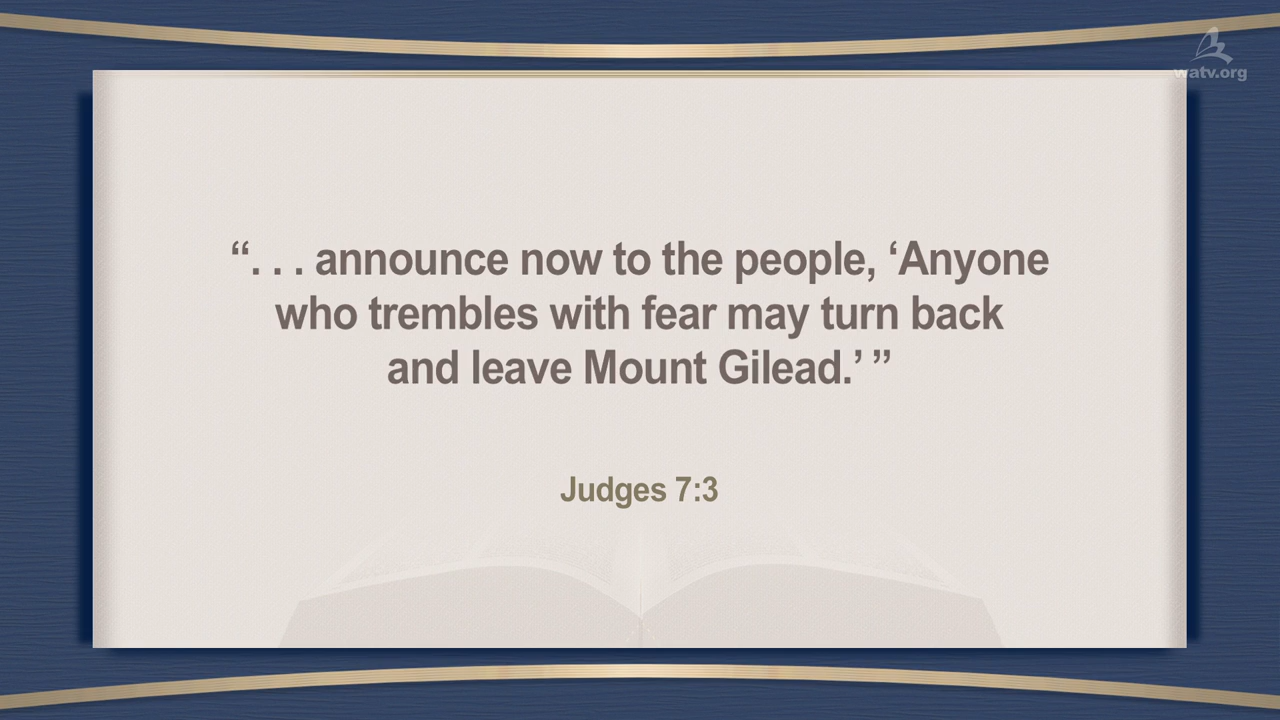 watv.org
“. . . announce now to the people, ‘Anyone
who trembles with fear may turn back
and leave Mount Gilead.’ ”
Judges 7:3